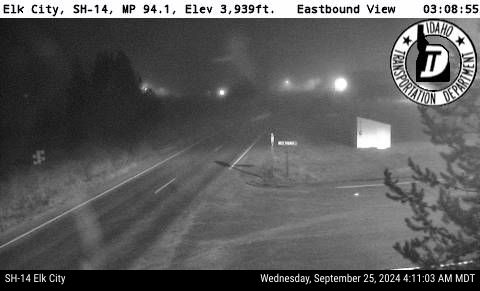 Elk City, SH-14, MP 94.1, Elev 3,939ft. Eastbound View 03:08:55
IDAHO
TRANSPORTATION DEPARTMENT
SH-14 Elk City Wednesday, September 25, 2024 4:11:03 AM MDT